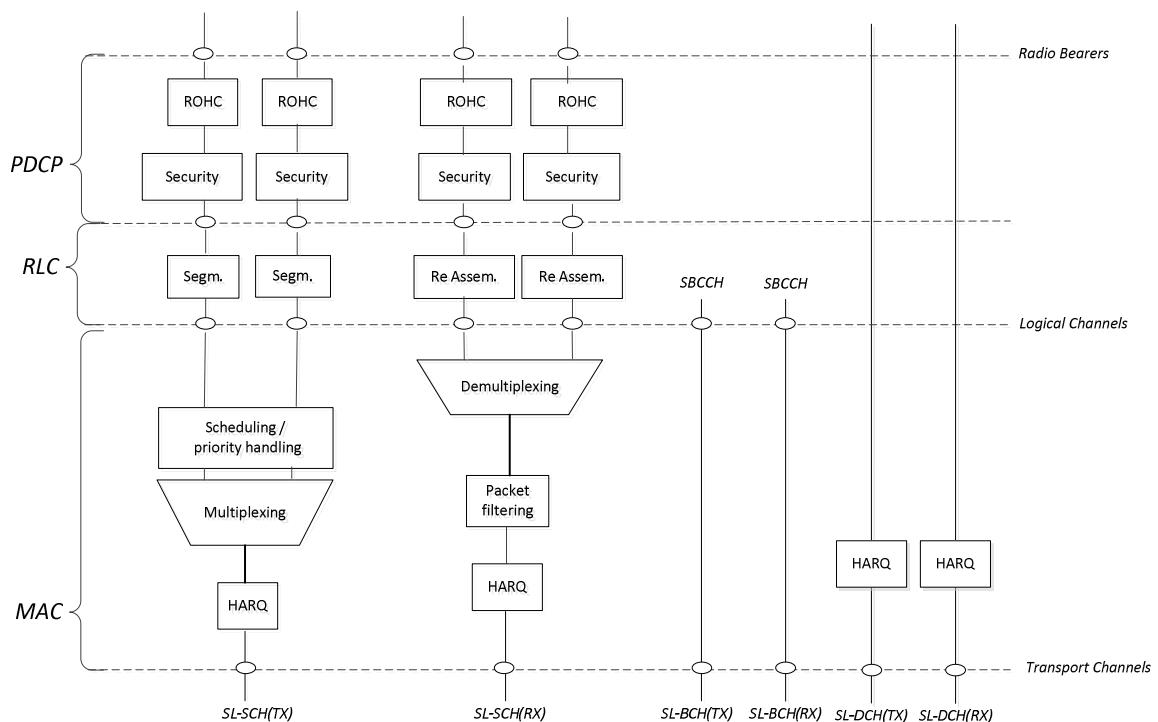 Radio Bearers
ROHC ROHC ROHC ROHC
PDCP
Security Security Security Security
RLC
Segm. Segm. Re Assem. Re Assem.
SBCCH SBCCH
Logical Channels
Demultiplexing
Scheduling /
priority handling
Packet
filtering
Multiplexing
HARQ HARQ
HARQ
HARQ
MAC
Transport Channels
SL-SCH(TX) SL-SCH(RX) SL-BCH(TX) SL-BCH(RX) SL-DCH(TX) SL-DCH(RX)